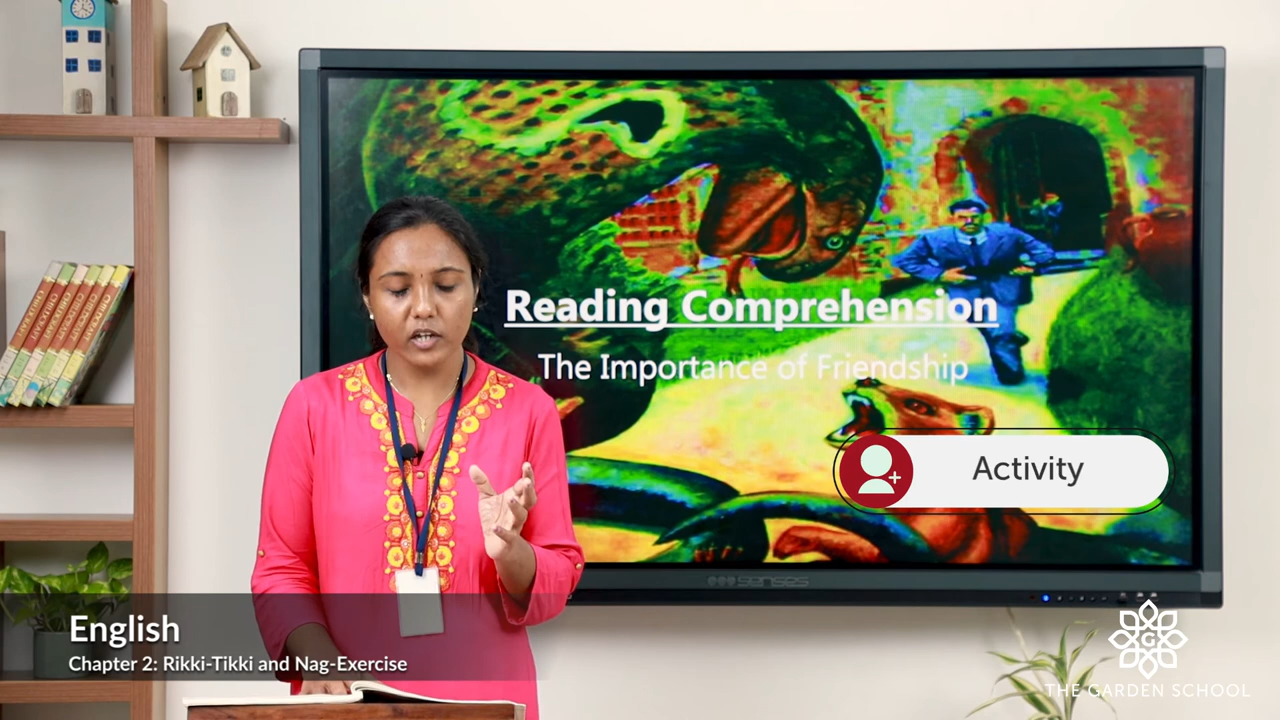 Reading Comprehension
The Importance of Friendship
Activity
senses
English
Chapter 2: Rikki-Tikki and Nag-Exercise
G
THE GARDEN SCHOOL